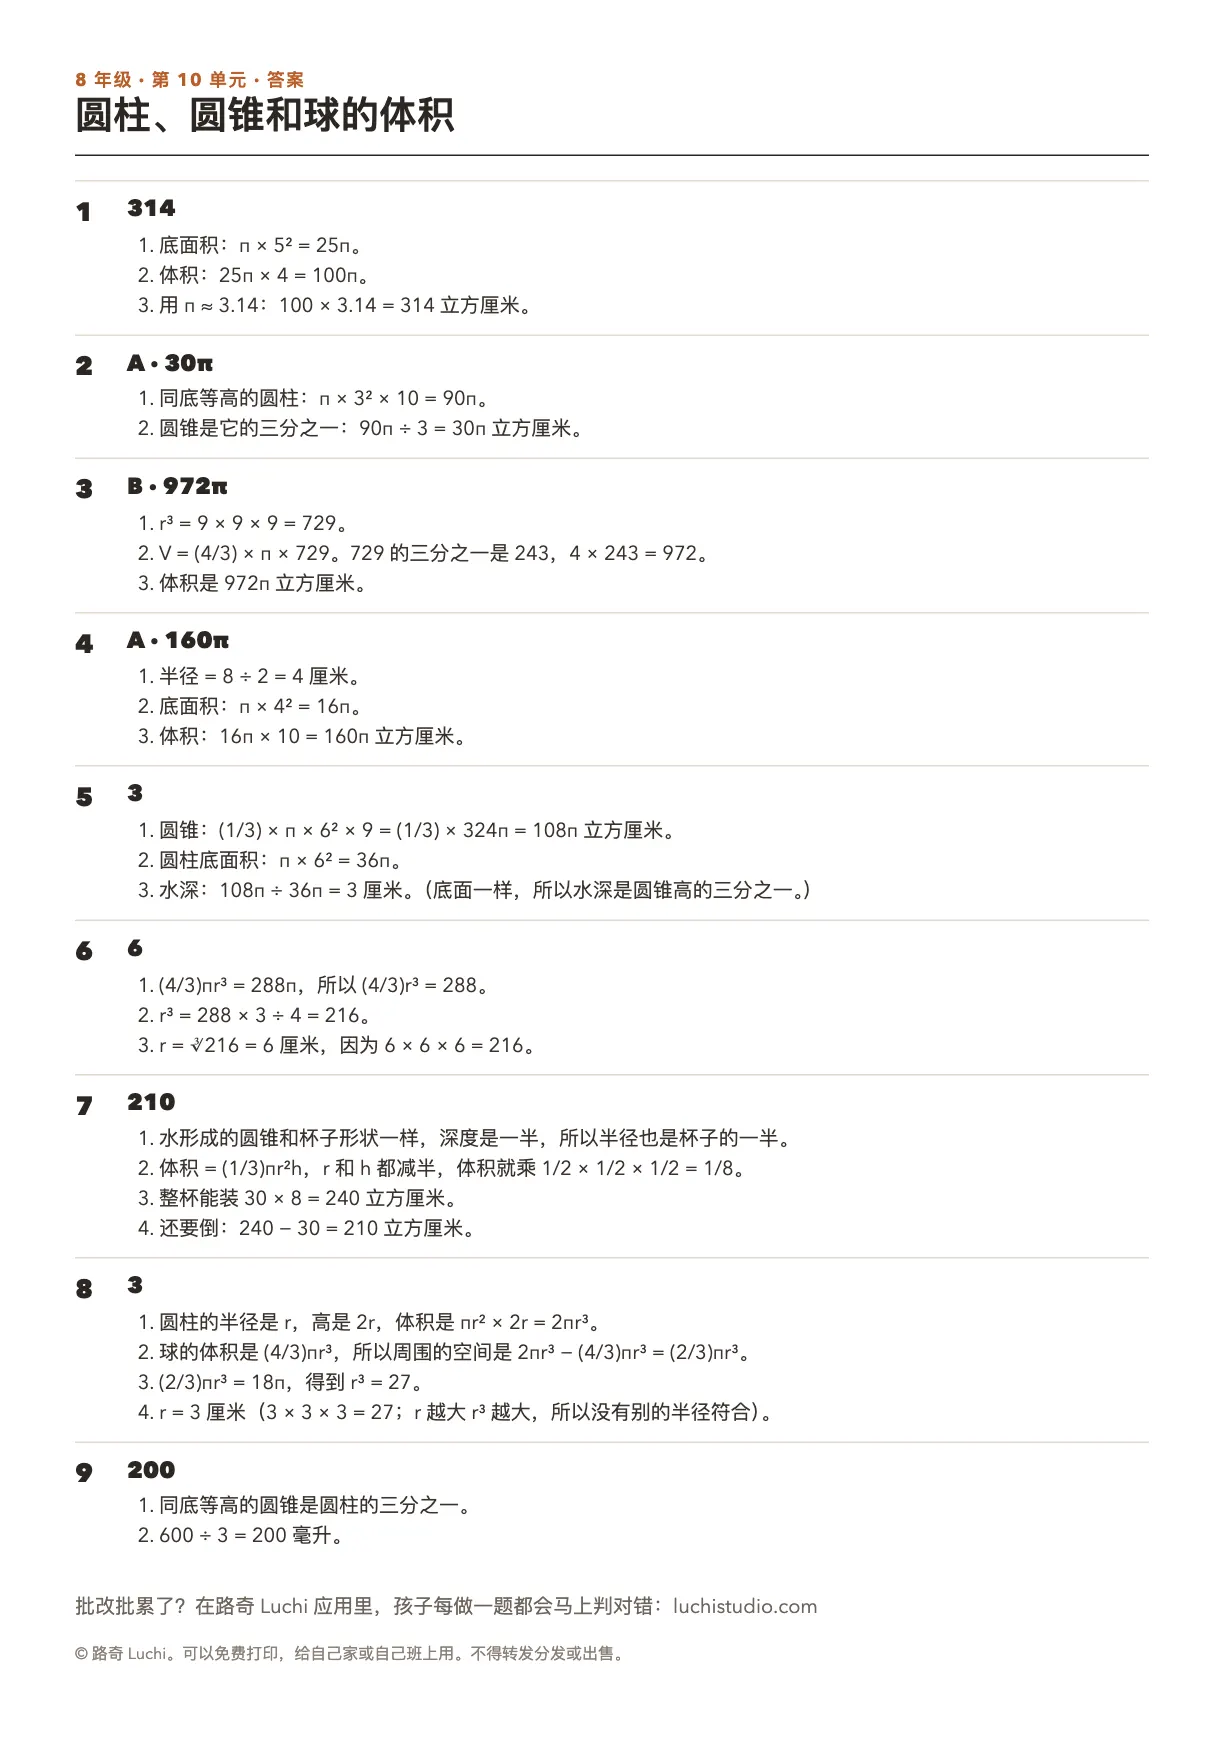 8 年级 · 第 10 单元 · 答案
圆柱、圆锥和球的体积
1 314
1. 底面积：π × 5² = 25π。
2. 体积：25π × 4 = 100π。
3. 用 π ≈ 3.14：100 × 3.14 = 314 立方厘米。
2 A · 30π
1. 同底等高的圆柱：π × 3² × 10 = 90π。
2. 圆锥是它的三分之一：90π ÷ 3 = 30π 立方厘米。
3 B · 972π
1. r³ = 9 × 9 × 9 = 729。
2. V = (4/3) × π × 729。729 的三分之一是 243，4 × 243 = 972。
3. 体积是 972π 立方厘米。
4 A · 160π
1. 半径 = 8 ÷ 2 = 4 厘米。
2. 底面积：π × 4² = 16π。
3. 体积：16π × 10 = 160π 立方厘米。
5 3
1. 圆锥：(1/3) × π × 6² × 9 = (1/3) × 324π = 108π 立方厘米。
2. 圆柱底面积：π × 6² = 36π。
3. 水深：108π ÷ 36π = 3 厘米。（底面一样，所以水深是圆锥高的三分之一。）
6 6
1. (4/3)πr³ = 288π，所以 (4/3)r³ = 288。
2. r³ = 288 × 3 ÷ 4 = 216。
3. r = ∛216 = 6 厘米，因为 6 × 6 × 6 = 216。
7 210
1. 水形成的圆锥和杯子形状一样，深度是一半，所以半径也是杯子的一半。
2. 体积 = (1/3)πr²h，r 和 h 都减半，体积就乘 1/2 × 1/2 × 1/2 = 1/8。
3. 整杯能装 30 × 8 = 240 立方厘米。
4. 还要倒：240 − 30 = 210 立方厘米。
8 3
1. 圆柱的半径是 r，高是 2r，体积是 πr² × 2r = 2πr³。
2. 球的体积是 (4/3)πr³，所以周围的空间是 2πr³ − (4/3)πr³ = (2/3)πr³。
3. (2/3)πr³ = 18π，得到 r³ = 27。
4. r = 3 厘米（3 × 3 × 3 = 27；r 越大 r³ 越大，所以没有别的半径符合）。
9 200
1. 同底等高的圆锥是圆柱的三分之一。
2. 600 ÷ 3 = 200 毫升。
批改批累了？在路奇 Luchi 应用里，孩子每做一题都会马上判对错：luchistudio.com
© 路奇 Luchi。可以免费打印，给自己家或自己班上用。不得转发分发或出售。